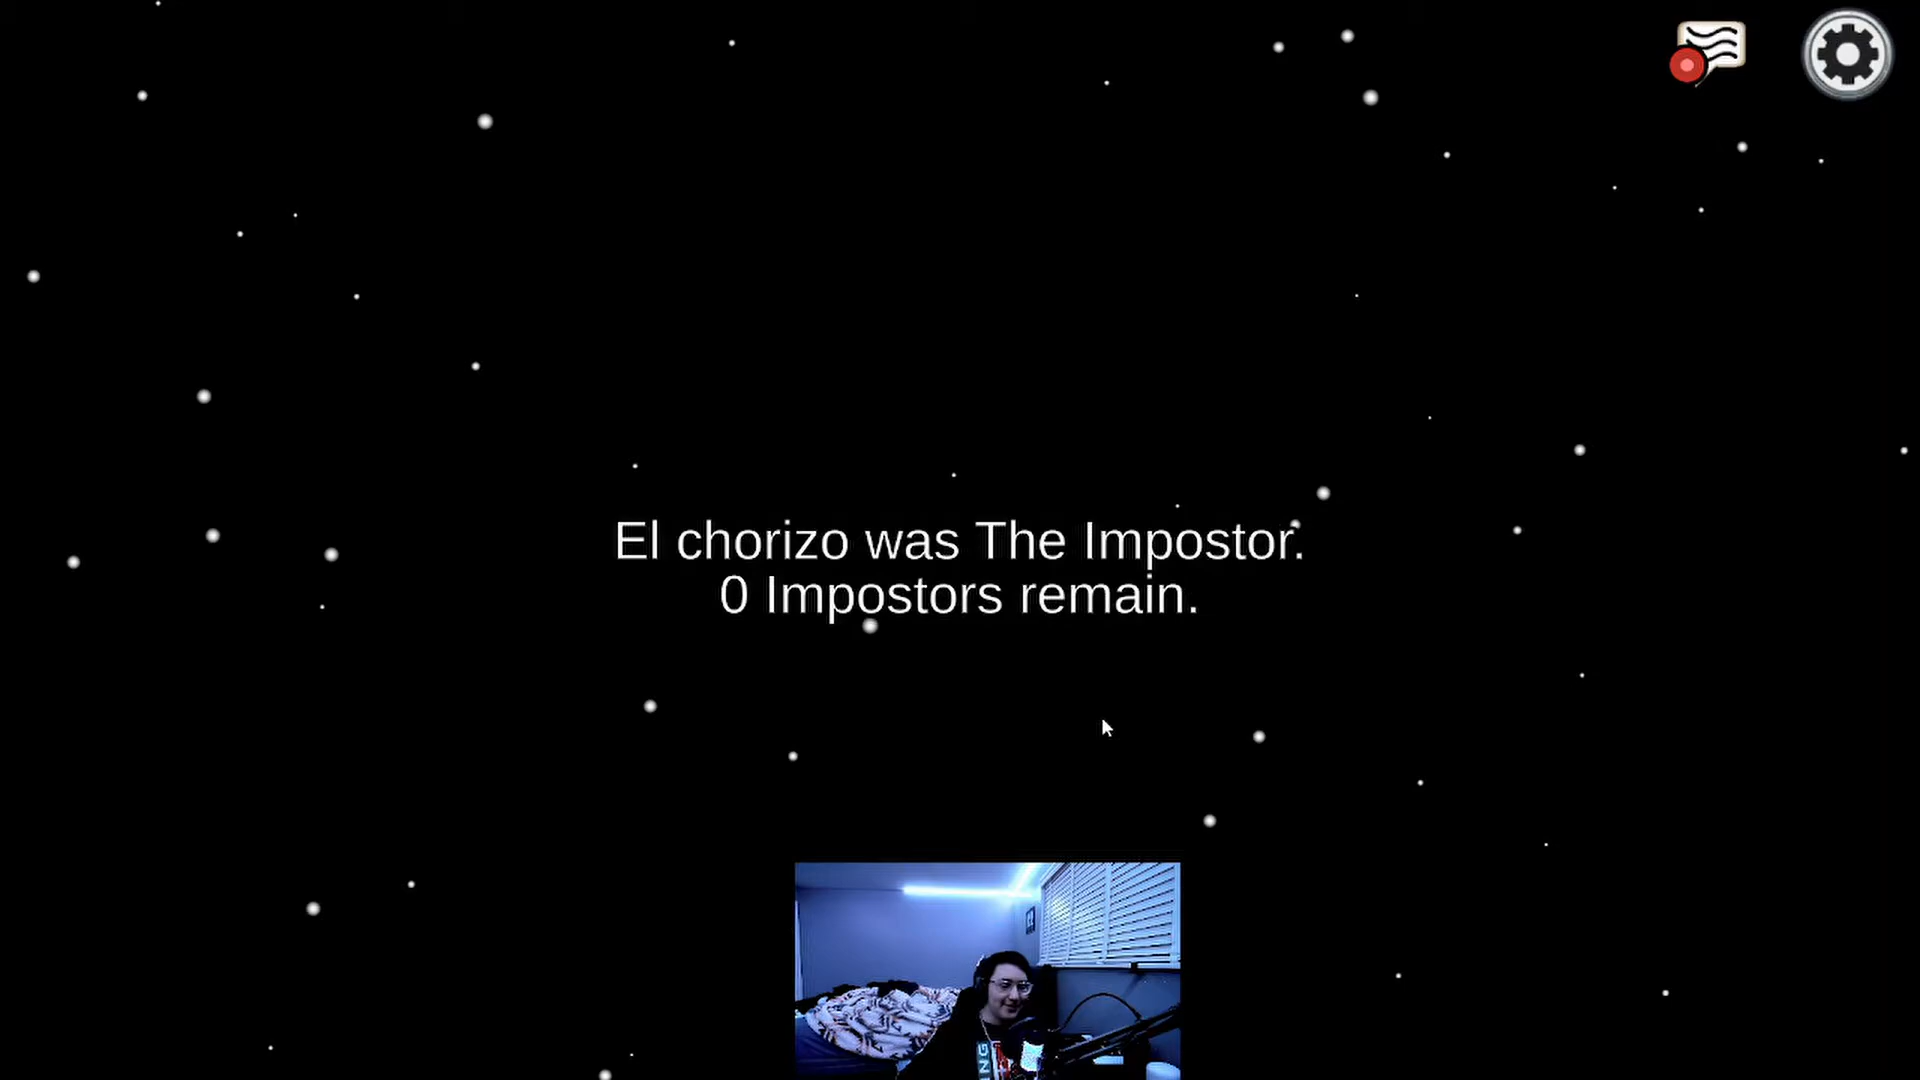 El chorizo was The Impostor.
0 Impostors remain.